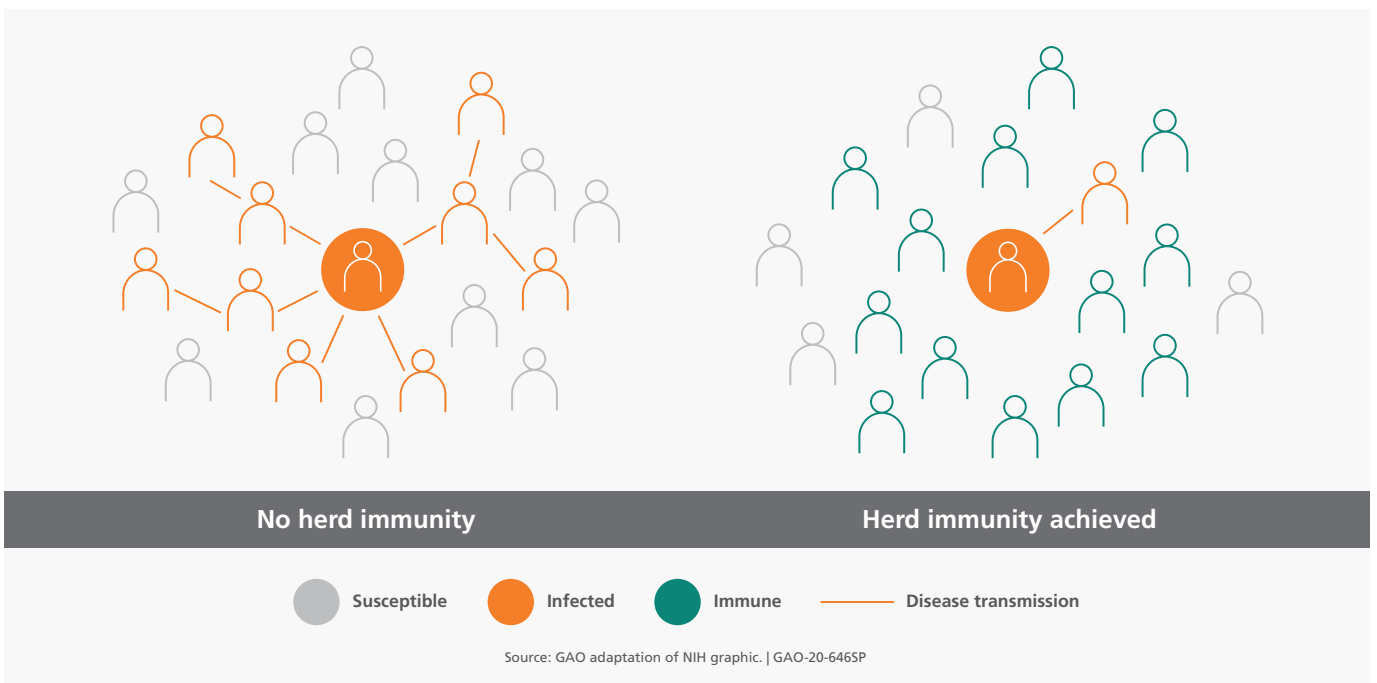 No herd immunity
Herd immunity achieved
Susceptible
Infected
Immune
Disease transmission
Source: GAO adaptation of NIH graphic. | GAO-20-646SP